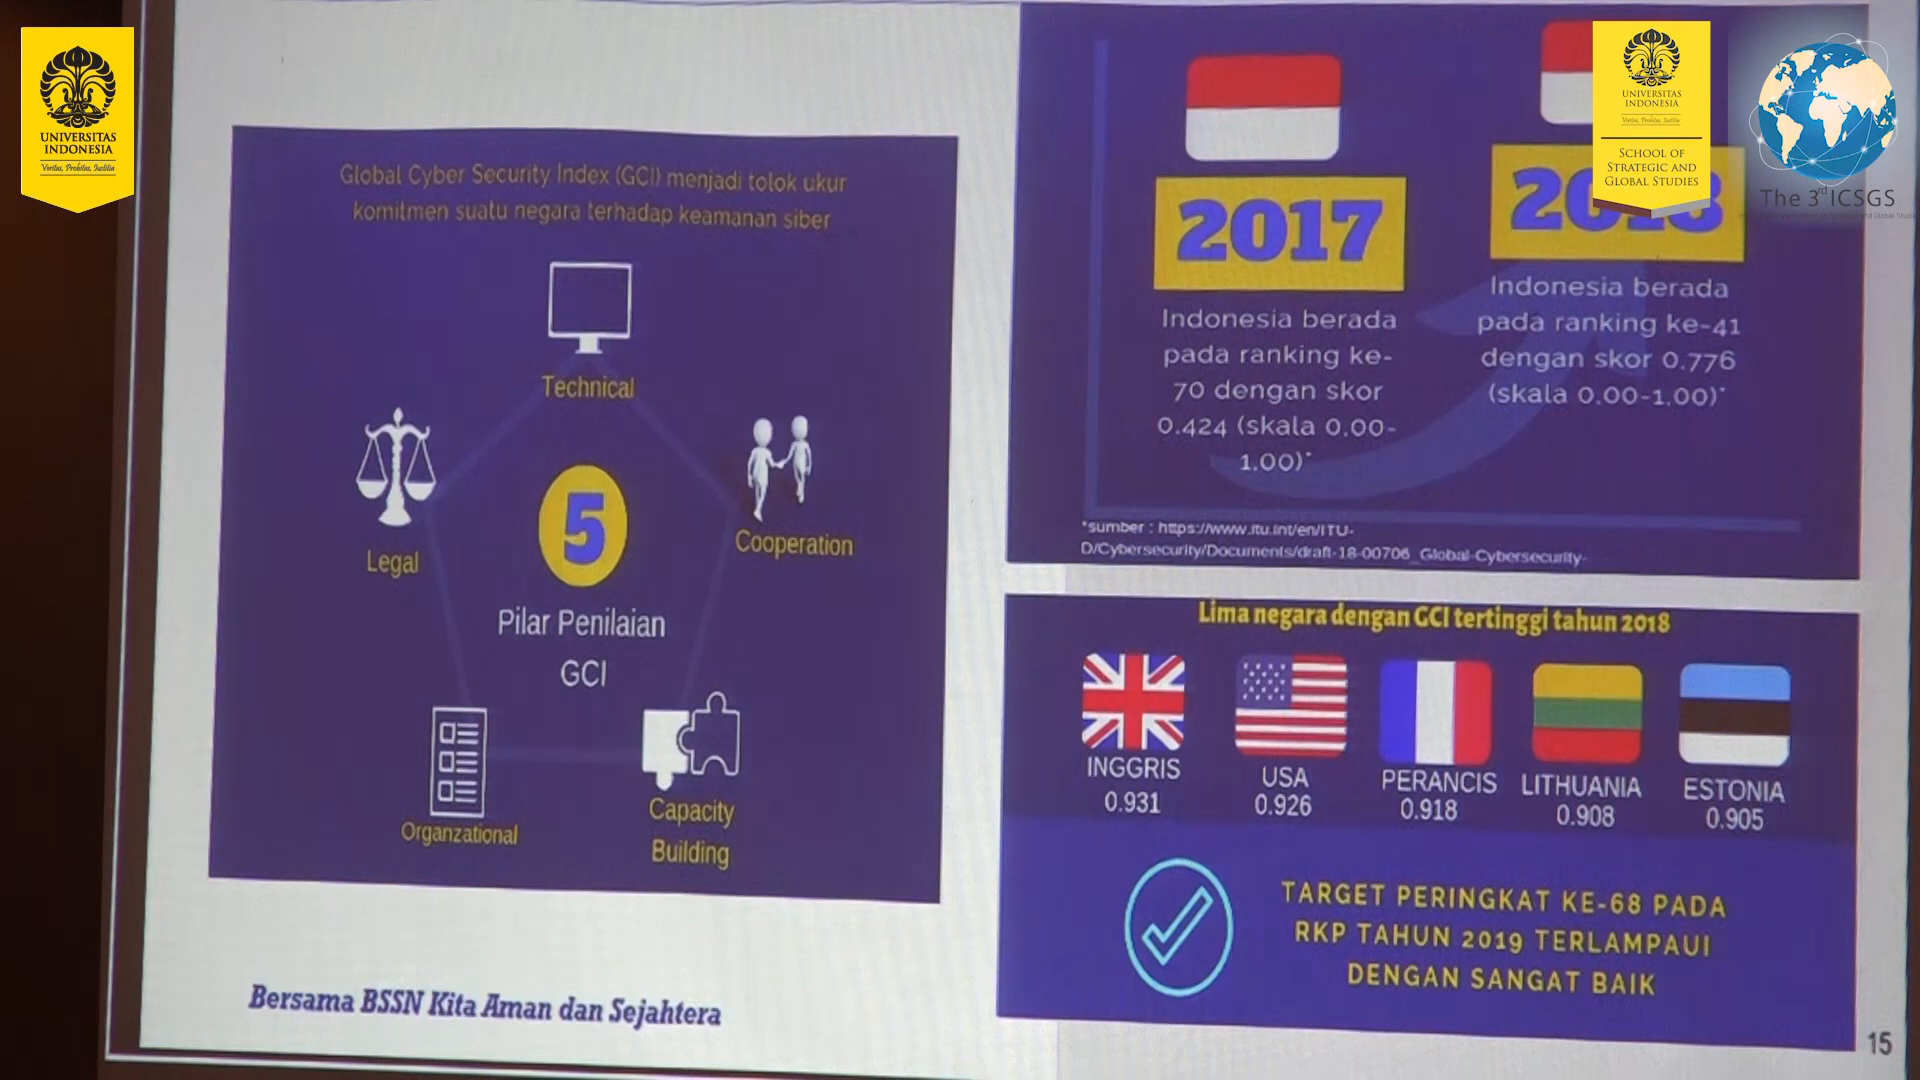 UNIVERSITAS
INDONESIA
Veritas, Probitas, Iustitia
Global Cyber Security Index (GCI) menjadi tolok ukur
komitmen suatu negara terhadap keamanan siber
Technical
Legal
5
Cooperation
Pilar Penilaian
GCI
Organzational
Capacity
Building
Bersama BSSN Kita Aman dan Sejahtera
2017
Indonesia berada
pada ranking ke-
70 dengan skor
0.424 (skala 0.00-
1.00)*
2018
Indonesia berada
pada ranking ke-41
dengan skor 0.776
(skala 0.00-1.00)*
*sumber : https://www.itu.int/en/ITU-
D/Cybersecurity/Documents/draft-18-00706_Global-Cybersecurity-
UNIVERSITAS
INDONESIA
Veritas, Probitas, Iustitia
SCHOOL OF
STRATEGIC AND
GLOBAL STUDIES
The 3rd ICSGS
Lima negara dengan GCI tertinggi tahun 2018
INGGRIS
0.931
USA
0.926
PERANCIS
0.918
LITHUANIA
0.908
ESTONIA
0.905
TARGET PERINGKAT KE-68 PADA
RKP TAHUN 2019 TERLAMPAUI
DENGAN SANGAT BAIK
15